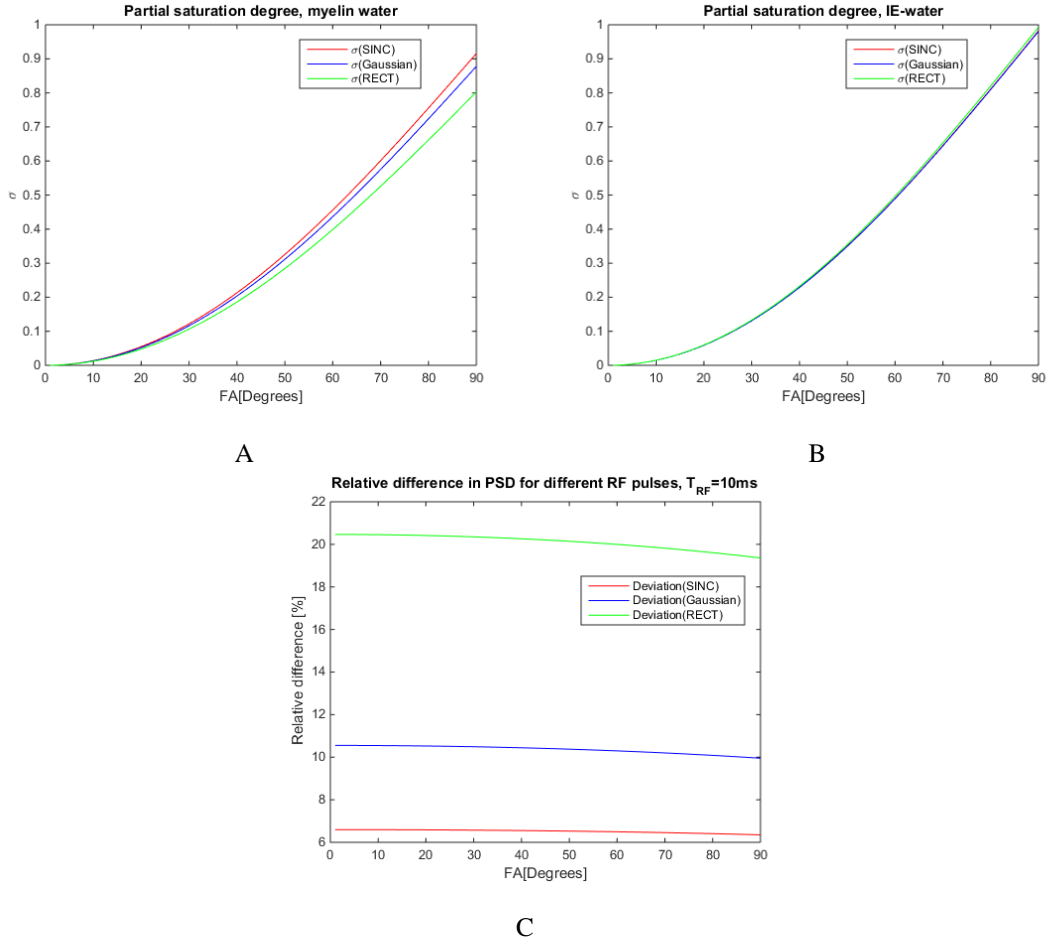 Partial saturation degree, myelin water
1
0.9
0.8
0.7
0.6
0.5
0.4
0.3
0.2
0.1
0
σ
σ(SINC)
σ(Gaussian)
σ(RECT)
0 10 20 30 40 50 60 70 80 90
FA[Degrees]
A
Partial saturation degree, IE-water
1
0.9
0.8
0.7
0.6
0.5
0.4
0.3
0.2
0.1
0
σ
σ(SINC)
σ(Gaussian)
σ(RECT)
0 10 20 30 40 50 60 70 80 90
FA[Degrees]
B
Relative difference in PSD for different RF pulses, T_RF=10ms
22
20
18
16
14
12
10
8
6
Relative difference [%]
Deviation(SINC)
Deviation(Gaussian)
Deviation(RECT)
0 10 20 30 40 50 60 70 80 90
FA[Degrees]
C